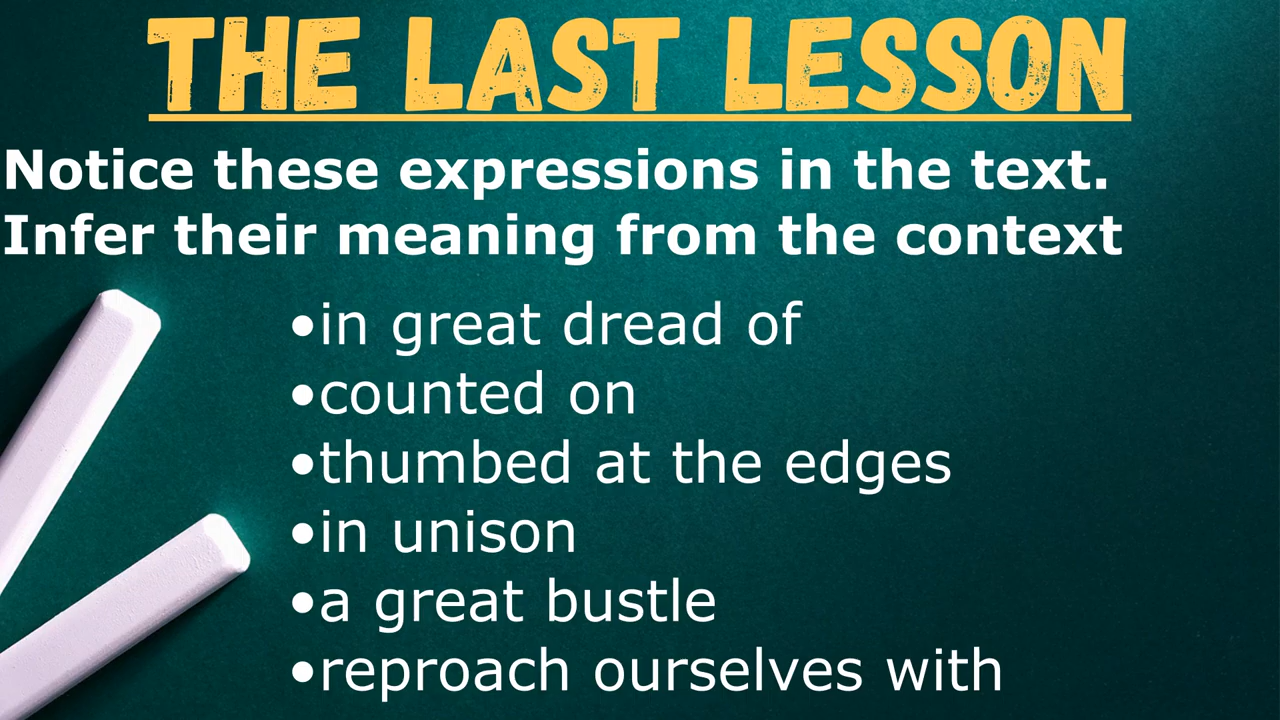 THE LAST LESSON
Notice these expressions in the text.
Infer their meaning from the context
•in great dread of
•counted on
•thumbed at the edges
•in unison
•a great bustle
•reproach ourselves with